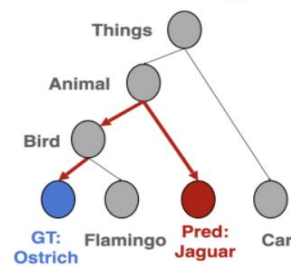 Things
Animal
Bird
GT:
Ostrich
Flamingo
Pred:
Jaguar
Car